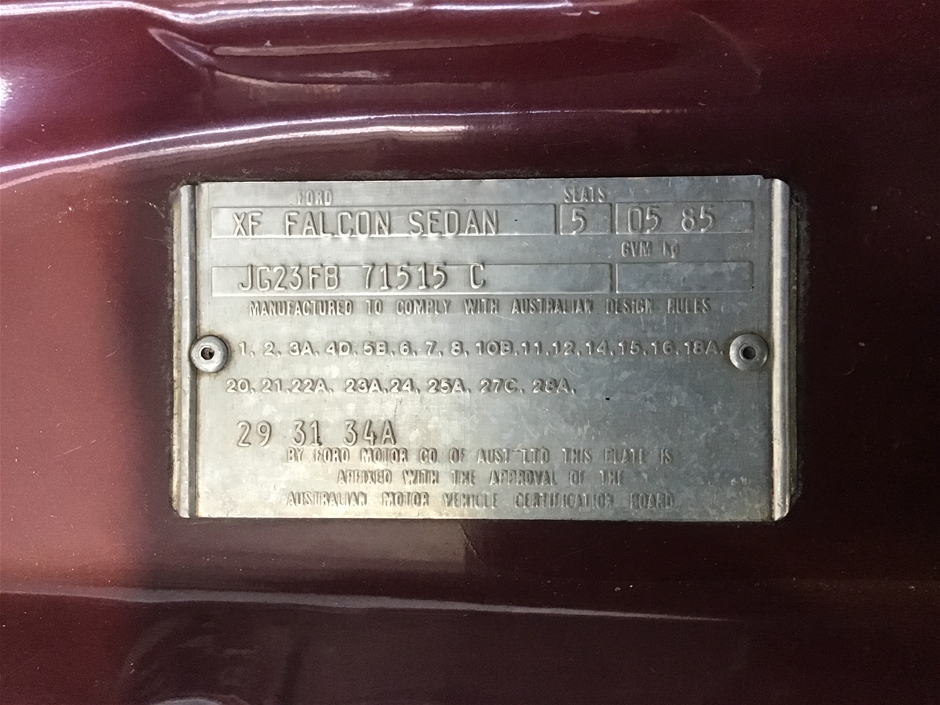 FORD SEATS
XF FALCON SEDAN 5 05 85
GVM kg
JG23FB 71515 C
MANUFACTURED TO COMPLY WITH AUSTRALIAN DESIGN RULES
1, 2, 3A, 4D, 5B, 6, 7, 8, 10B, 11, 12, 14, 15, 16, 18A,
20, 21, 22A, 23A, 24, 25A, 27C, 28A,
29 31 34A
BY FORD MOTOR CO OF AUST LTD THIS PLATE IS
AFFIXED WITH THE APPROVAL OF THE
AUSTRALIAN MOTOR VEHICLE CERTIFICATION BOARD